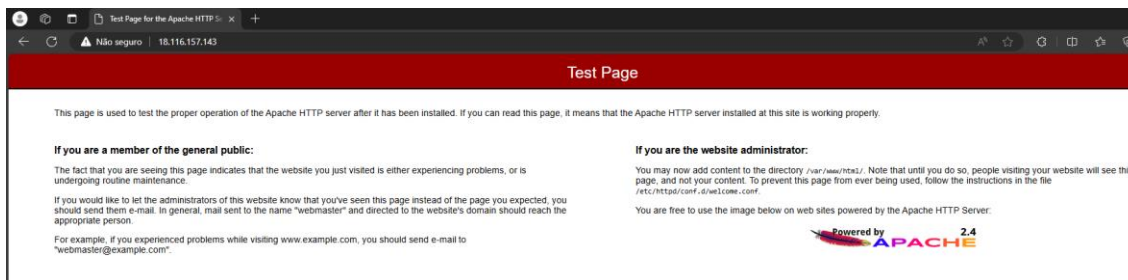 Test Page for the Apache HTTP S
Não seguro
18.116.157.143
Test Page
This page is used to test the proper operation of the Apache HTTP server after it has been installed. If you can read this page, it means that the Apache HTTP server installed at this site is working properly.
If you are a member of the general public:
The fact that you are seeing this page indicates that the website you just visited is either experiencing problems, or is
undergoing routine maintenance.
If you would like to let the administrators of this website know that you've seen this page instead of the page you expected, you
should send them e-mail. In general, mail sent to the name "webmaster" and directed to the website's domain should reach the
appropriate person.
For example, if you experienced problems while visiting www.example.com, you should send e-mail to
"webmaster@example.com".
If you are the website administrator:
You may now add content to the directory /var/www/html/. Note that until you do so, people visiting your website will see thi
page, and not your content. To prevent this page from ever being used, follow the instructions in the file
/etc/httpd/conf.d/welcome.conf.
You are free to use the image below on web sites powered by the Apache HTTP Server:
Powered by 2.4
APACHE